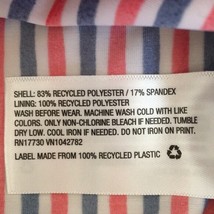 SHELL: 83% RECYCLED POLYESTER / 17% SPANDEX
LINING: 100% RECYCLED POLYESTER
WASH BEFORE WEAR. MACHINE WASH COLD WITH LIKE
COLORS. ONLY NON-CHLORINE BLEACH IF NEEDED. TUMBLE
DRY LOW. COOL IRON IF NEEDED. DO NOT IRON ON PRINT.
RN17730 VN1042782
LABEL MADE FROM 100% RECYCLED PLASTIC